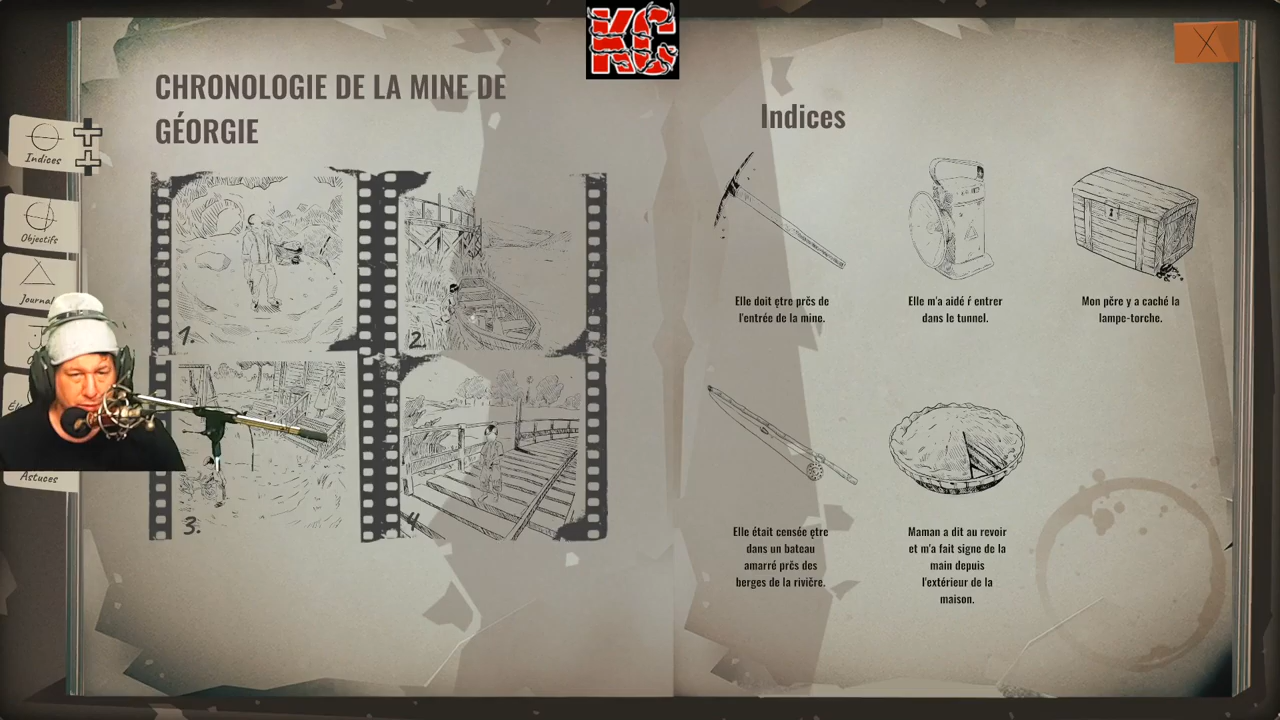 KC
CHRONOLOGIE DE LA MINE DE
GÉORGIE
Indices
Indices
Objectifs
Journal
Astuces
1.
2.
3.
4
Elle doit ętre prčs de
l'entrée de la mine.
Elle m'a aidé ŕ entrer
dans le tunnel.
Mon pčre y a caché la
lampe-torche.
Elle était censée ętre
dans un bateau
amarré prčs des
berges de la rivičre.
Maman a dit au revoir
et m'a fait signe de la
main depuis
l'extérieur de la
maison.